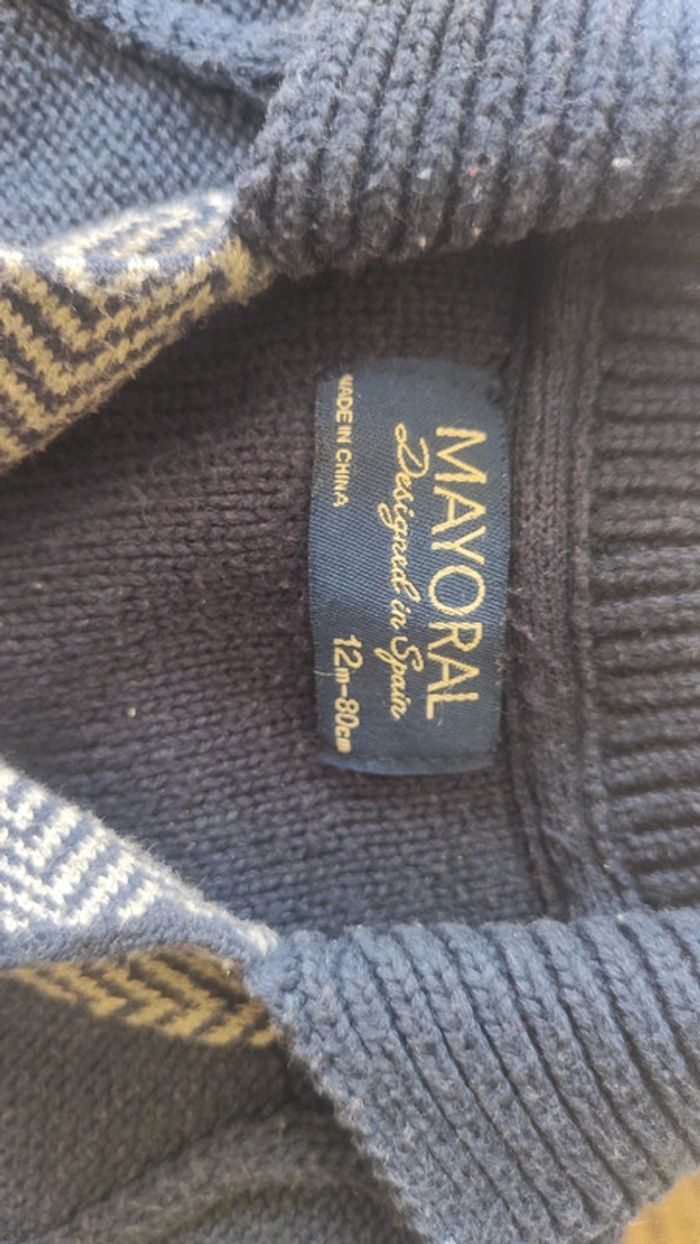 MAYORAL
Designed in Spain
MADE IN CHINA
12m-80cm